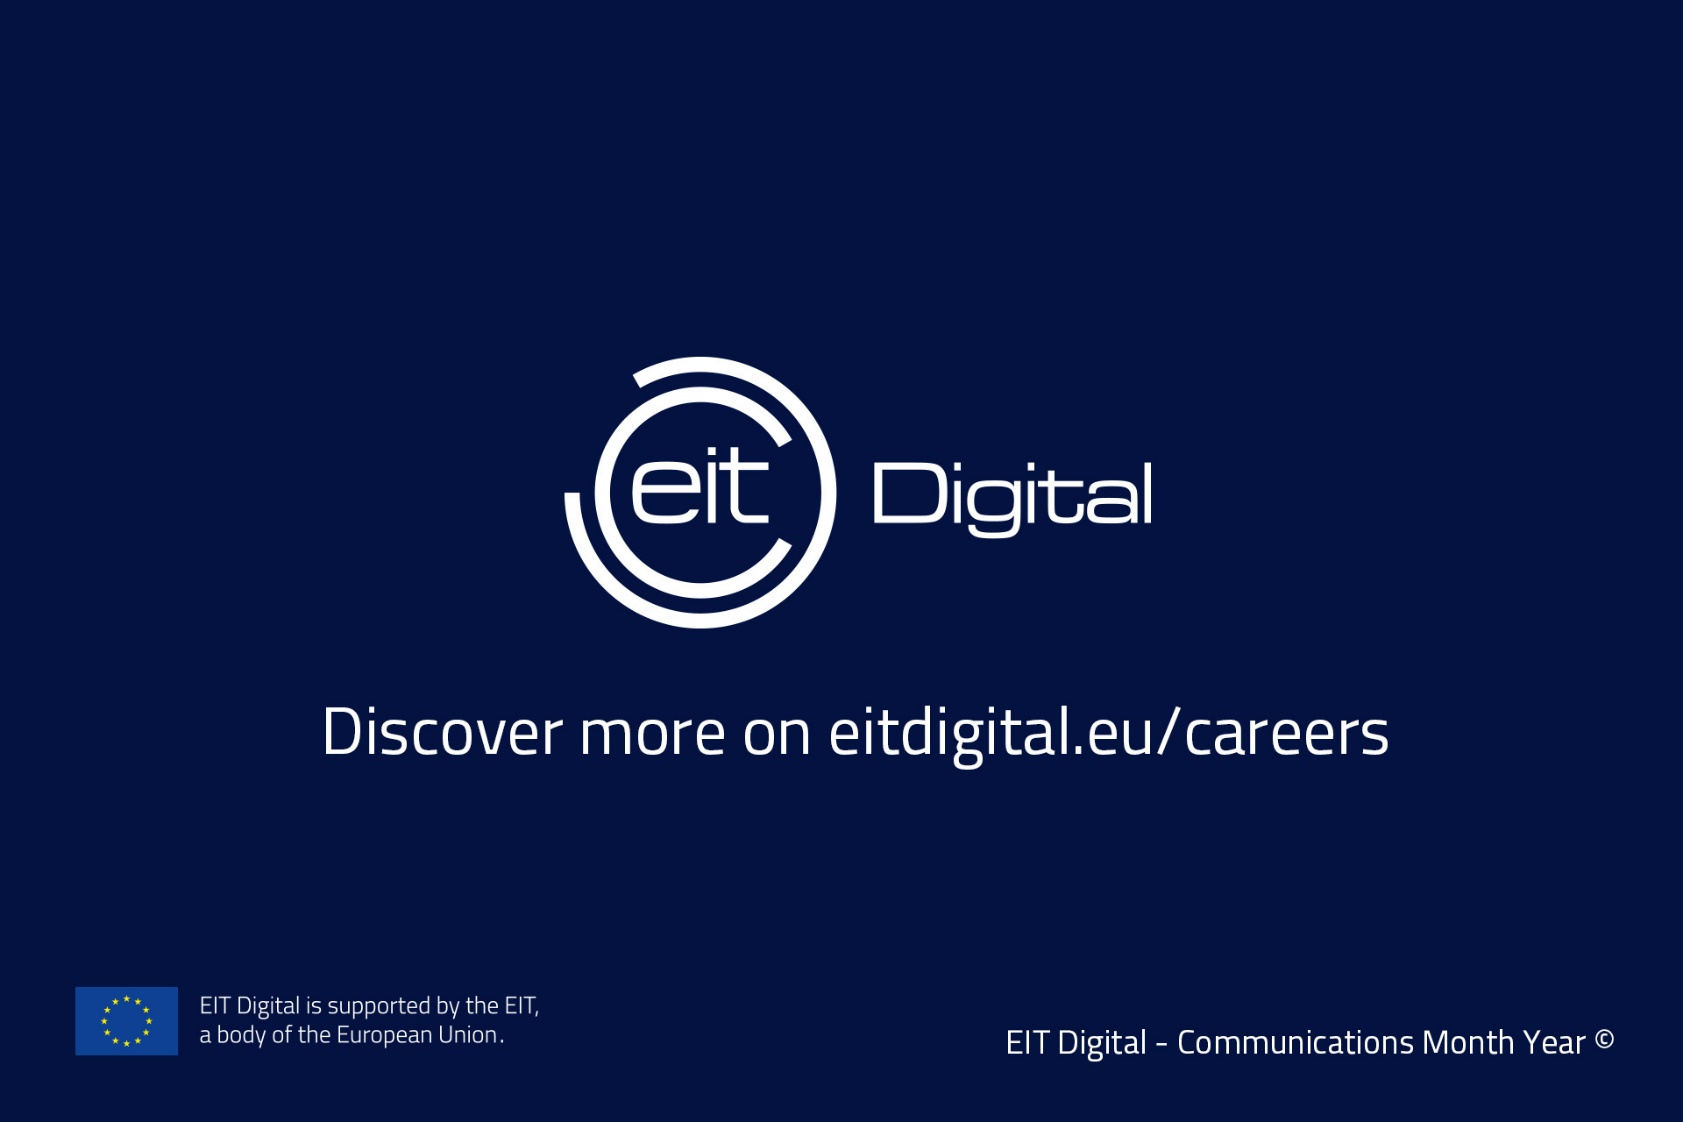 eit Digital
Discover more on eitdigital.eu/careers
EIT Digital is supported by the EIT,
a body of the European Union.
EIT Digital - Communications Month Year ©